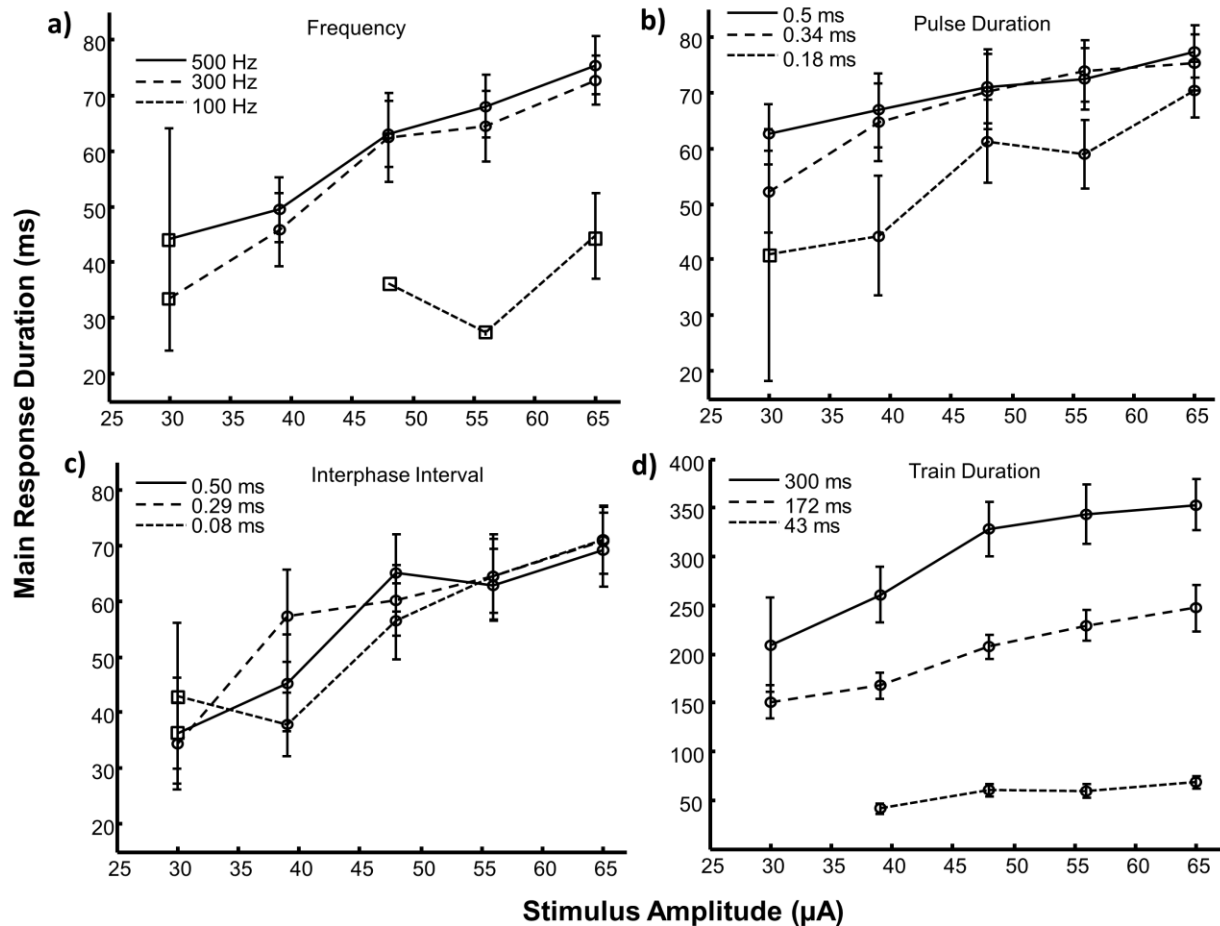 a)
Frequency
500 Hz
300 Hz
100 Hz
80
70
60
50
40
30
20
25 30 35 40 45 50 55 60 65
b)
Pulse Duration
0.5 ms
0.34 ms
0.18 ms
80
70
60
50
40
30
20
25 30 35 40 45 50 55 60 65
c)
Interphase Interval
0.50 ms
0.29 ms
0.08 ms
80
70
60
50
40
30
20
25 30 35 40 45 50 55 60 65
d)
Train Duration
300 ms
172 ms
43 ms
400
350
300
250
200
150
100
50
25 30 35 40 45 50 55 60 65
Main Response Duration (ms)
Stimulus Amplitude (µA)